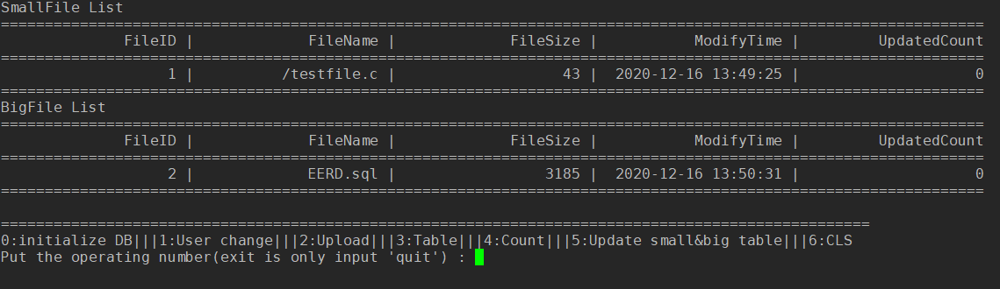 SmallFile List
================================================================================================================
FileID | FileName | FileSize | ModifyTime | UpdatedCount
================================================================================================================
1 | /testfile.c | 43 | 2020-12-16 13:49:25 | 0
================================================================================================================
BigFile List
================================================================================================================
FileID | FileName | FileSize | ModifyTime | UpdatedCount
================================================================================================================
2 | EERD.sql | 3185 | 2020-12-16 13:50:31 | 0
================================================================================================================
===================================================================================================
0:initialize DB|||1:User change|||2:Upload|||3:Table|||4:Count|||5:Update small&big table|||6:CLS
Put the operating number(exit is only input 'quit') :